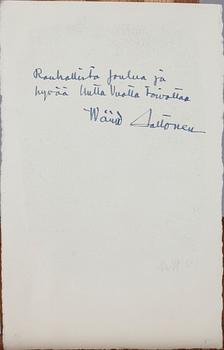 Rauhallista Joulua ja
hyvää Uutta Vuotta toivottaa
Wäinö Aaltonen